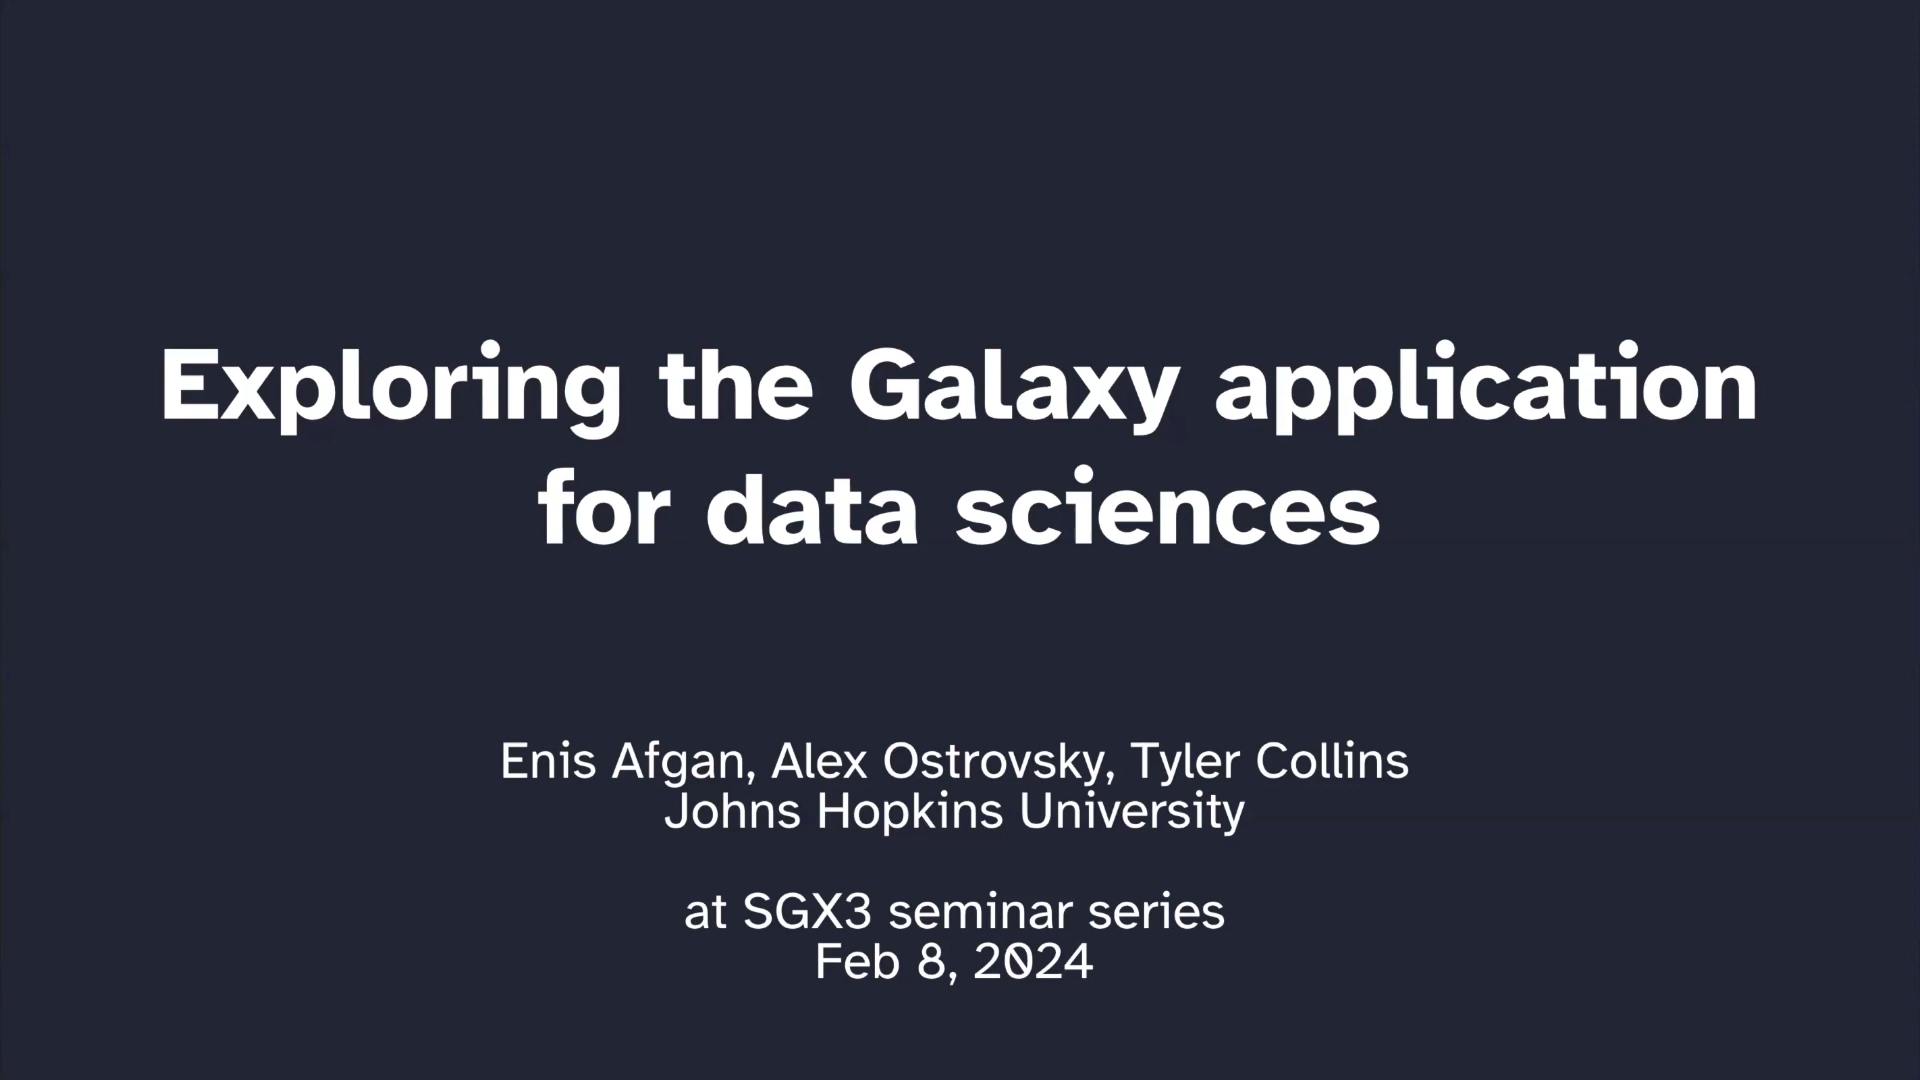 Exploring the Galaxy application
for data sciences
Enis Afgan, Alex Ostrovsky, Tyler Collins
Johns Hopkins University
at SGX3 seminar series
Feb 8, 2024